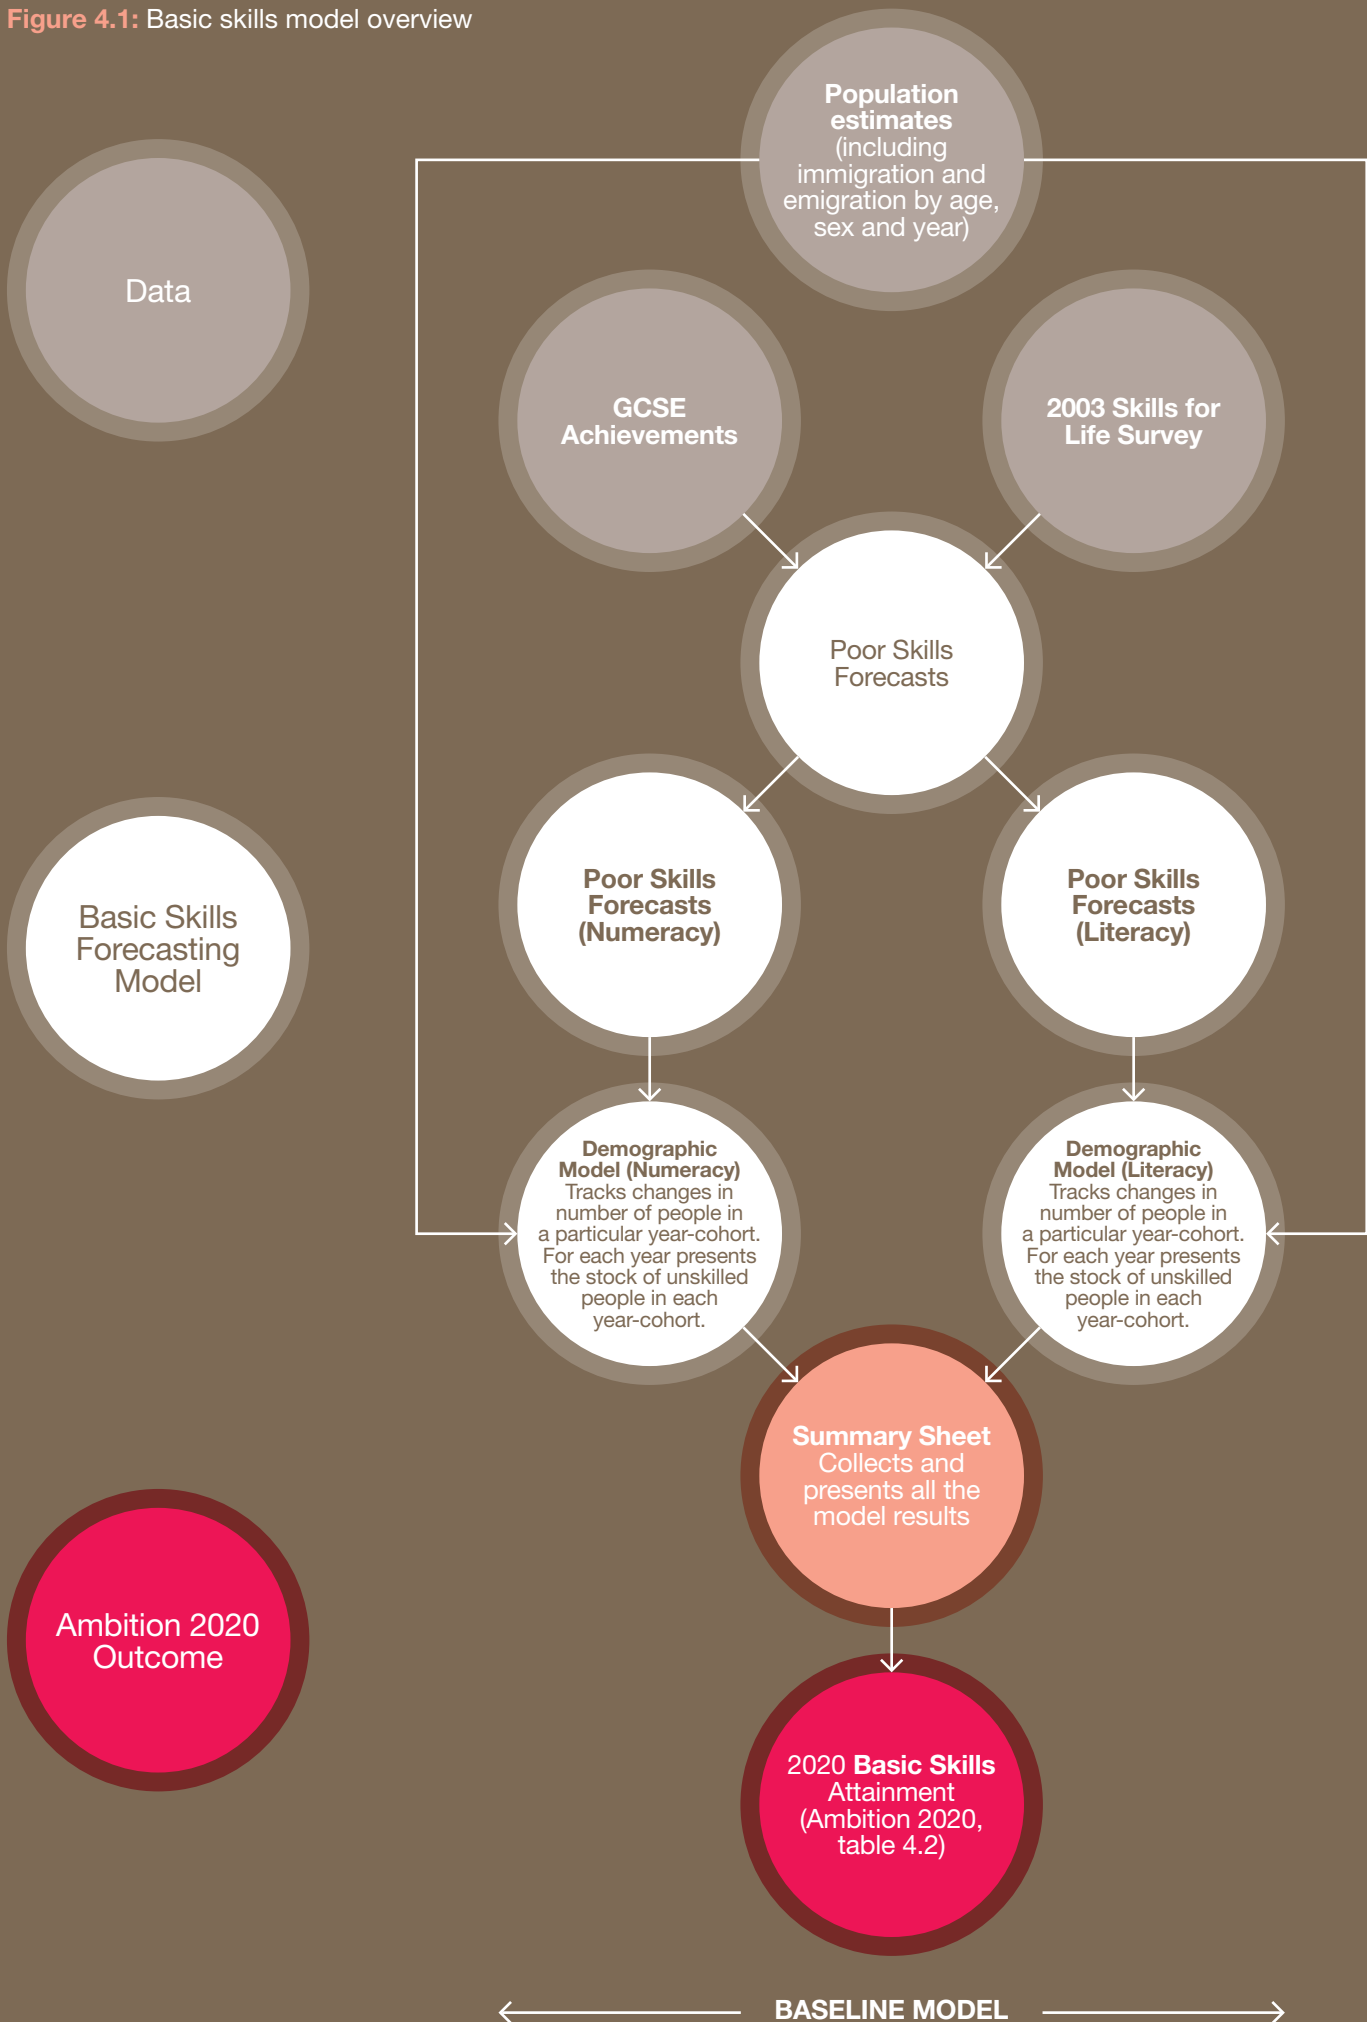 Figure 4.1: Basic skills model overview
Population
estimates
(including
immigration and
emigration by age,
sex and year)
Data
GCSE
Achievements
2003 Skills for
Life Survey
Poor Skills
Forecasts
Basic Skills
Forecasting
Model
Poor Skills
Forecasts
(Numeracy)
Poor Skills
Forecasts
(Literacy)
Demographic
Model (Numeracy)
Tracks changes in
number of people in
a particular year-cohort.
For each year presents
the stock of unskilled
people in each
year-cohort.
Demographic
Model (Literacy)
Tracks changes in
number of people in
a particular year-cohort.
For each year presents
the stock of unskilled
people in each
year-cohort.
Summary Sheet
Collects and
presents all the
model results
Ambition 2020
Outcome
2020 Basic Skills
Attainment
(Ambition 2020,
table 4.2)
BASELINE MODEL